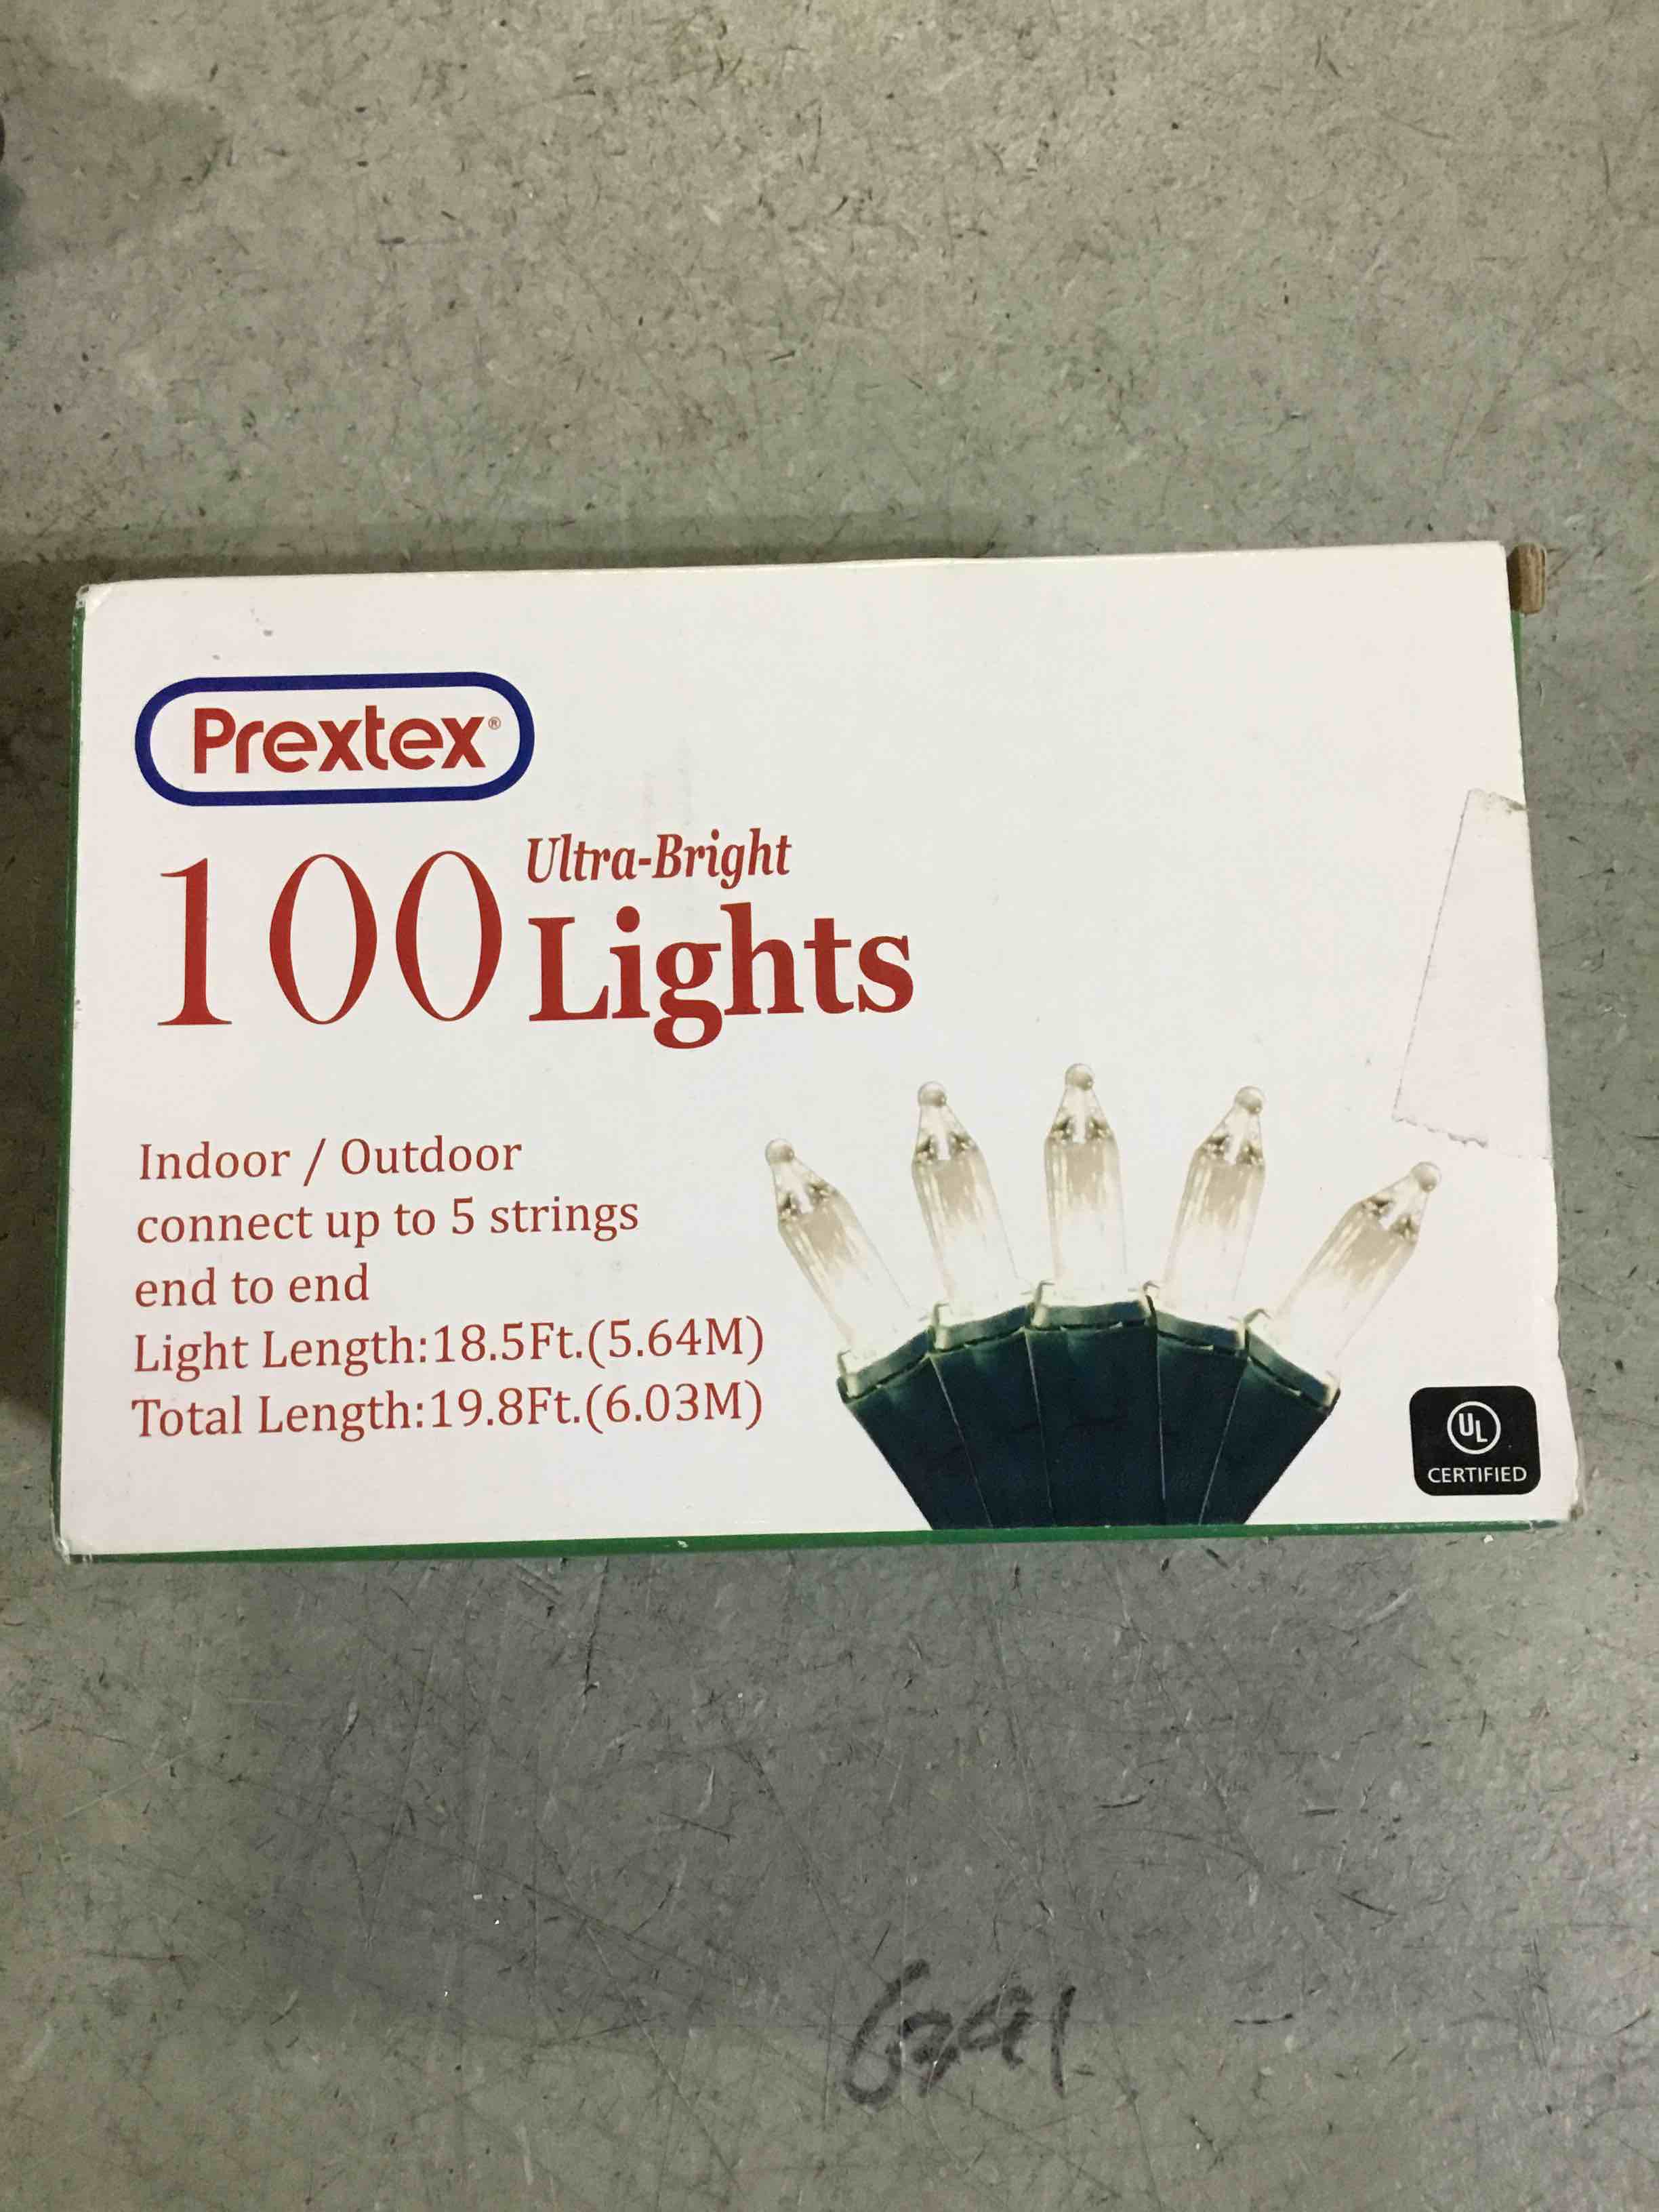 Prextex®
100 Ultra-Bright
Lights
Indoor / Outdoor
connect up to 5 strings
end to end
Light Length:18.5Ft.(5.64M)
Total Length:19.8Ft.(6.03M)
UL
CERTIFIED